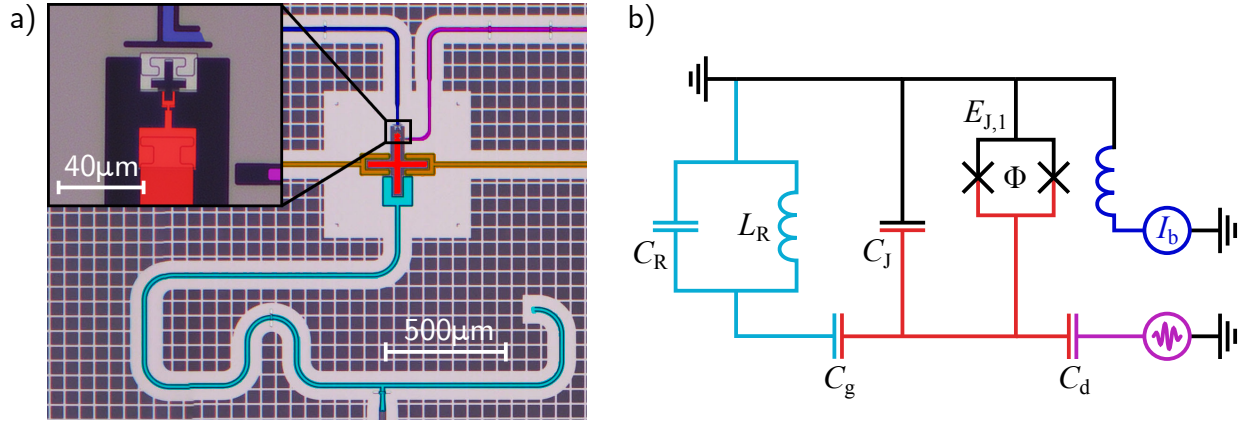 a)
40μm
500μm
b)
E_J,1
Φ
C_R
L_R
C_J
I_b
C_g
C_d